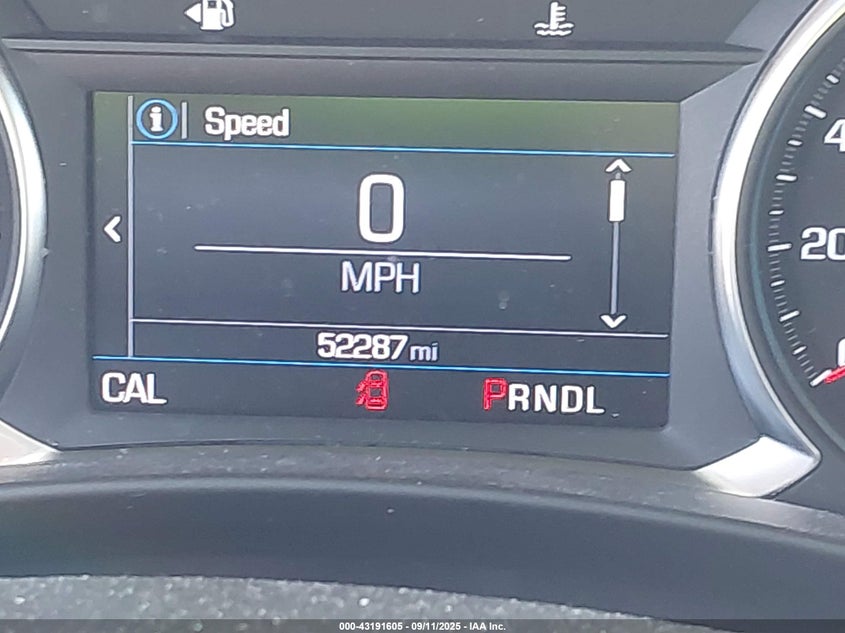 Speed
0
MPH
52287 mi
CAL
PRNDL
4
20
000-43191605 - 09/11/2025 - IAA Inc.